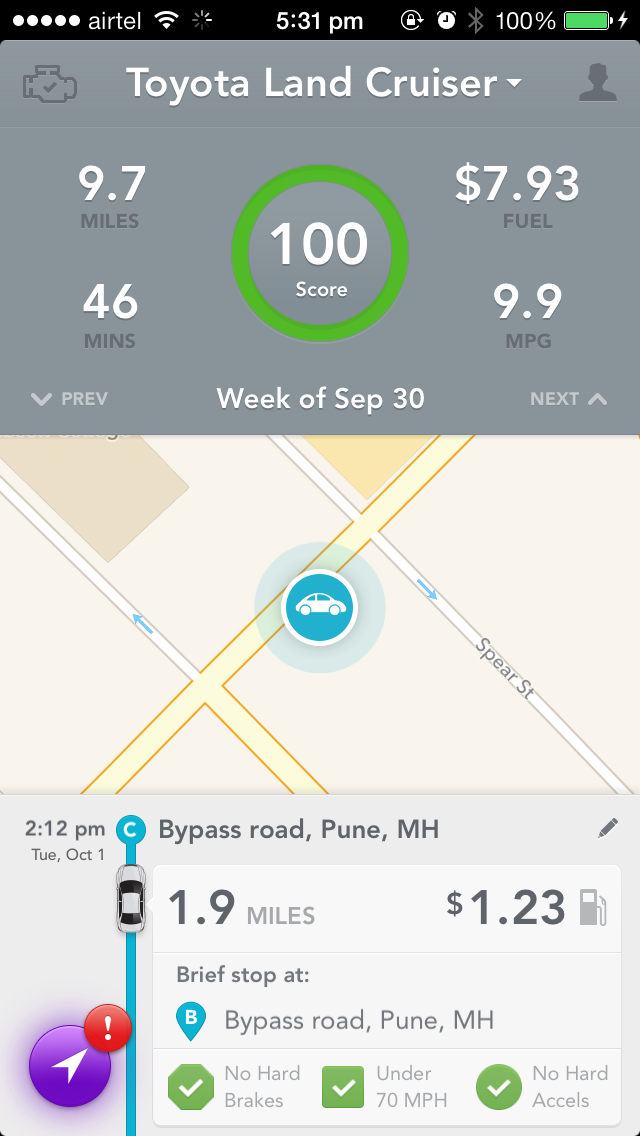 airtel 5:31 pm 100%
Toyota Land Cruiser
9.7
MILES
100
Score
$7.93
FUEL
46
MINS
9.9
MPG
PREV
Week of Sep 30
NEXT
Spear St
2:12 pm
Tue, Oct 1
C
Bypass road, Pune, MH
1.9 MILES
$1.23
Brief stop at:
B
Bypass road, Pune, MH
!
No Hard
Brakes
Under
70 MPH
No Hard
Accels